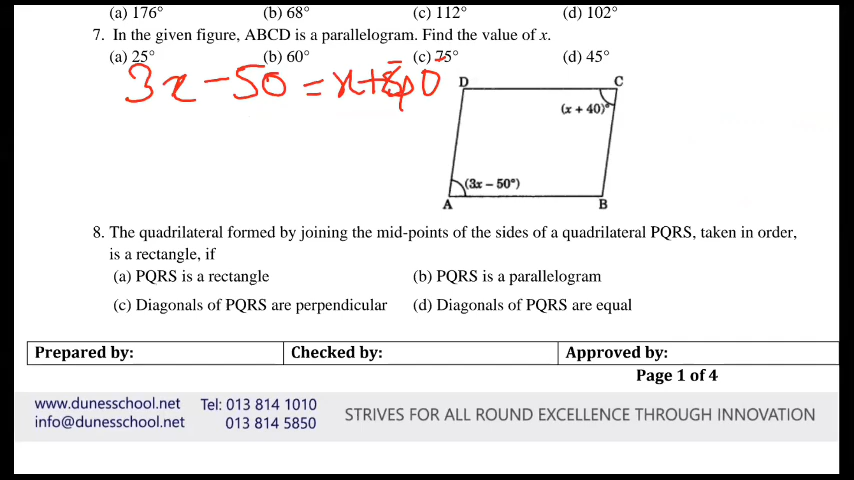 (a) 176° (b) 68° (c) 112° (d) 102°
7. In the given figure, ABCD is a parallelogram. Find the value of x.
(a) 25° (b) 60° (c) 75° (d) 45°
3x - 50 = x +
D C
(x + 40)°
(3x – 50°)
A B
8. The quadrilateral formed by joining the mid-points of the sides of a quadrilateral PQRS, taken in order,
is a rectangle, if
(a) PQRS is a rectangle (b) PQRS is a parallelogram
(c) Diagonals of PQRS are perpendicular (d) Diagonals of PQRS are equal
Prepared by: Checked by: Approved by:
Page 1 of 4
www.dunesschool.net Tel: 013 814 1010
info@dunesschool.net 013 814 5850
STRIVES FOR ALL ROUND EXCELLENCE THROUGH INNOVATION